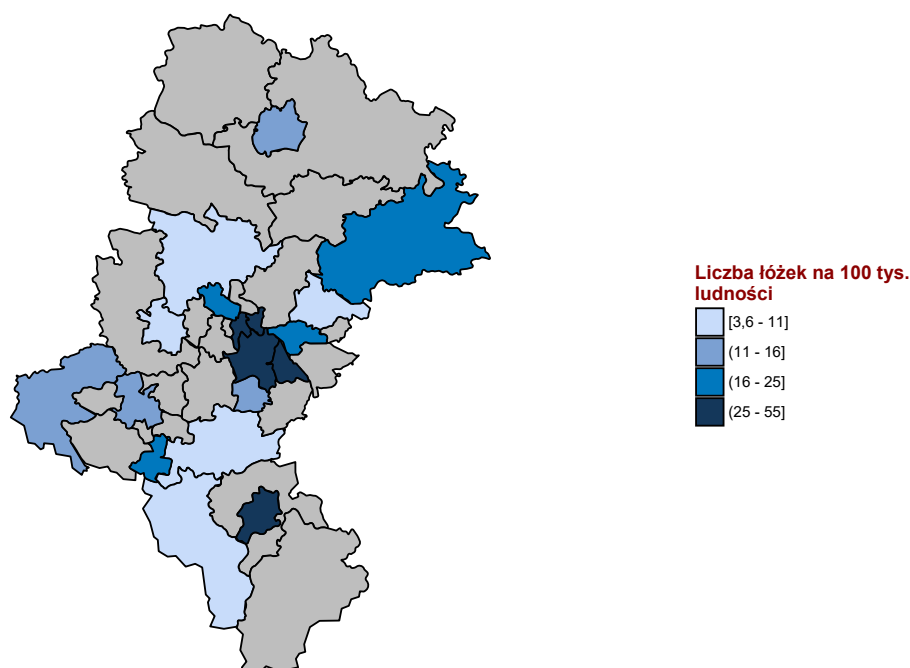 Liczba łóżek na 100 tys.
ludności
[3,6 - 11]
(11 - 16]
(16 - 25]
(25 - 55]